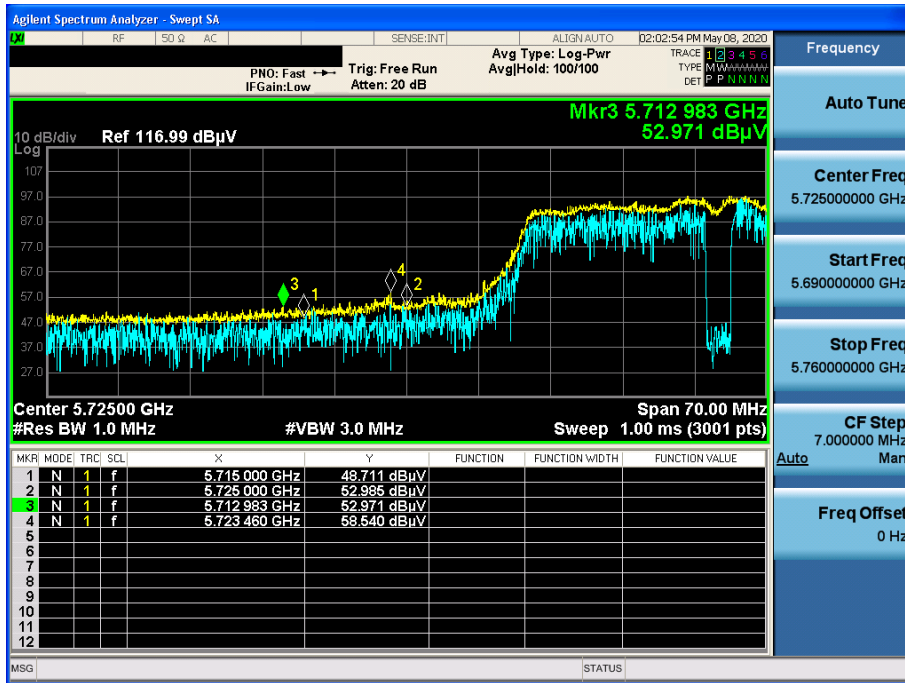 Agilent Spectrum Analyzer - Swept SA
LXI RF 50 Ω AC SENSE:INT ALIGN AUTO 02:02:54 PM May 08, 2020
PNO: Fast IFGain:Low Trig: Free Run Atten: 20 dB Avg Type: Log-Pwr Avg|Hold: 100/100
TRACE 1 2 3 4 5 6
TYPE M W W W W W
DET P P N N N N
Mkr3 5.712 983 GHz
52.971 dBµV
10 dB/div Ref 116.99 dBµV
Log
107
97.0
87.0
77.0
67.0
57.0
47.0
37.0
27.0
3
1
4
2
Center 5.72500 GHz Span 70.00 MHz
#Res BW 1.0 MHz #VBW 3.0 MHz Sweep 1.00 ms (3001 pts)
MKR MODE TRC SCL X Y FUNCTION FUNCTION WIDTH FUNCTION VALUE
1 N 1 f 5.715 000 GHz 48.711 dBµV
2 N 1 f 5.725 000 GHz 52.985 dBµV
3 N 1 f 5.712 983 GHz 52.971 dBµV
4 N 1 f 5.723 460 GHz 58.540 dBµV
5
6
7
8
9
10
11
12
MSG STATUS
Frequency
Auto Tune
Center Freq
5.725000000 GHz
Start Freq
5.690000000 GHz
Stop Freq
5.760000000 GHz
CF Step
7.000000 MHz
Auto Man
Freq Offset
0 Hz